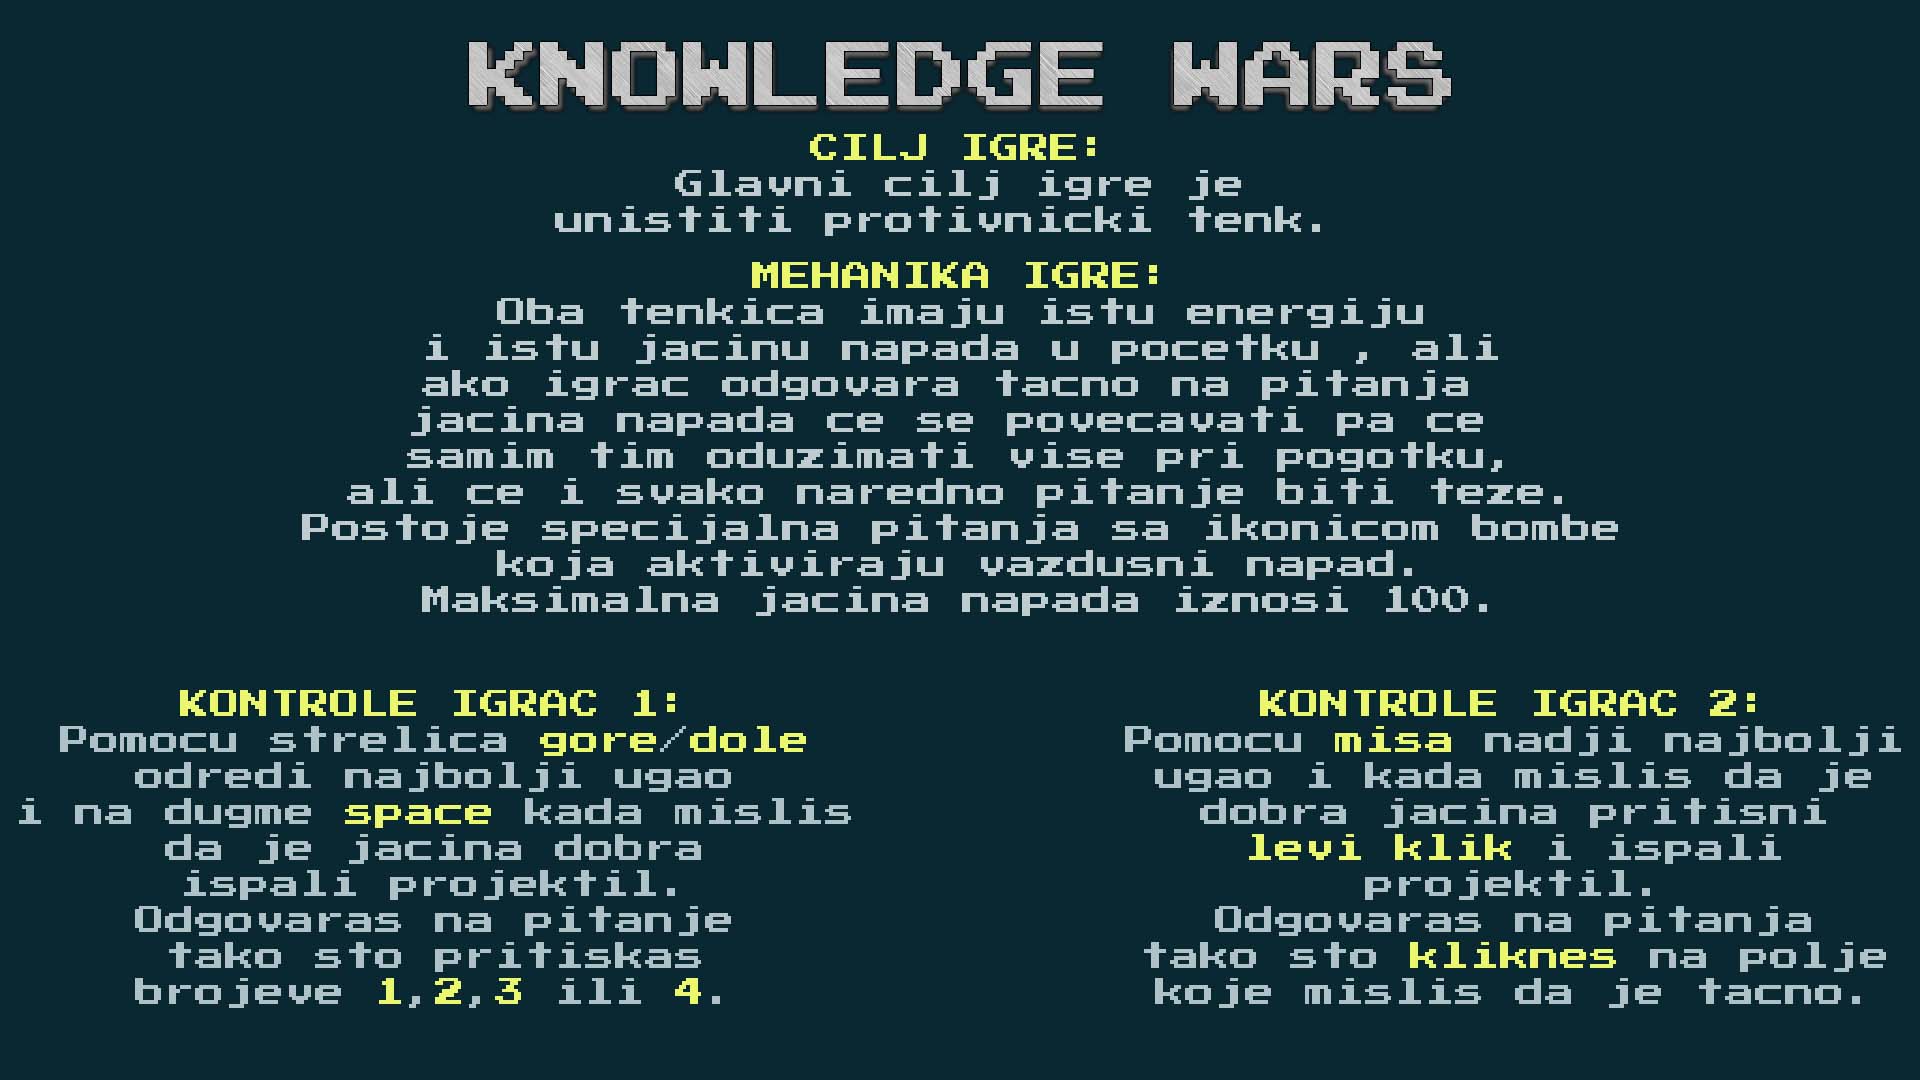 KNOWLEDGE WARS
CILJ IGRE:
Glavni cilj igre je
unistiti protivnicki tenk.
MEHANIKA IGRE:
Oba tenkica imaju istu energiju
i istu jacinu napada u pocetku , ali
ako igrac odgovara tacno na pitanja
jacina napada ce se povecavati pa ce
samim tim oduzimati vise pri pogotku,
ali ce i svako naredno pitanje biti teze.
Postoje specijalna pitanja sa ikonicom bombe
koja aktiviraju vazdusni napad.
Maksimalna jacina napada iznosi 100.
KONTROLE IGRAC 1:
Pomocu strelica gore/dole
odredi najbolji ugao
i na dugme space kada mislis
da je jacina dobra
ispali projektil.
Odgovaras na pitanje
tako sto pritiskas
brojeve 1,2,3 ili 4.
KONTROLE IGRAC 2:
Pomocu misa nadji najbolji
ugao i kada mislis da je
dobra jacina pritisni
levi klik i ispali
projektil.
Odgovaras na pitanja
tako sto kliknes na polje
koje mislis da je tacno.